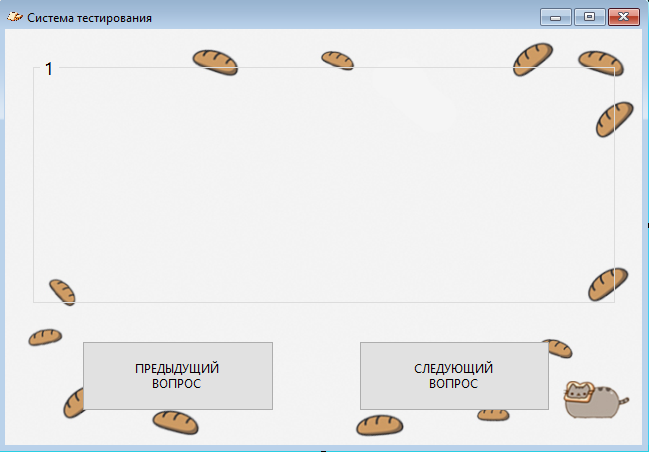 Система тестирования
1
ПРЕДЫДУЩИЙ
ВОПРОС
СЛЕДУЮЩИЙ
ВОПРОС